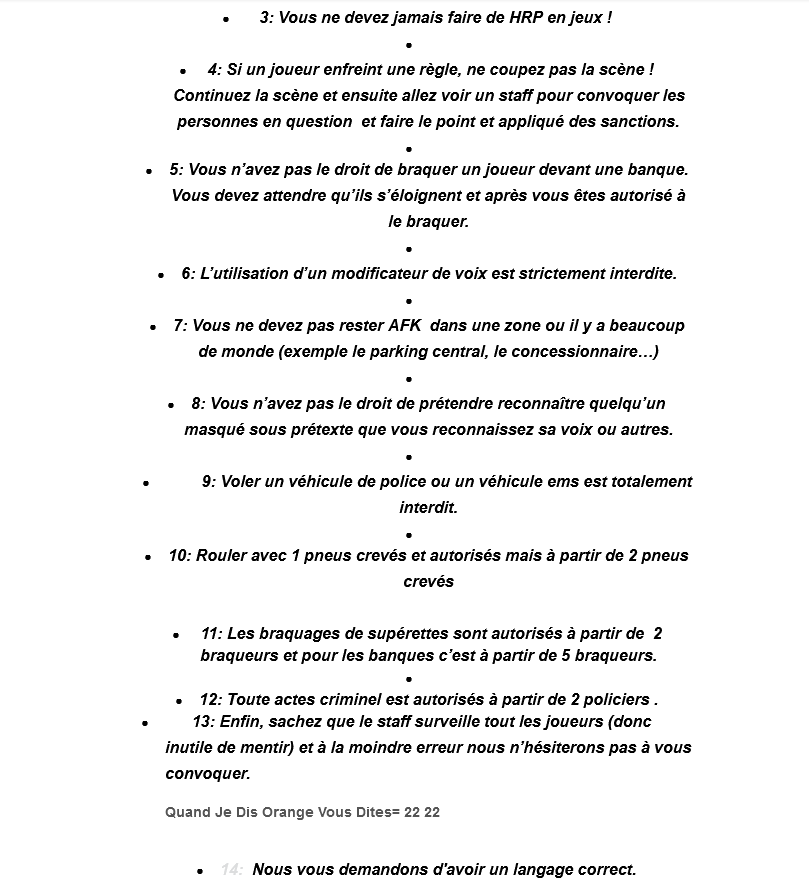 3: Vous ne devez jamais faire de HRP en jeux !
4: Si un joueur enfreint une règle, ne coupez pas la scène !
Continuez la scène et ensuite allez voir un staff pour convoquer les
personnes en question et faire le point et appliqué des sanctions.
5: Vous n’avez pas le droit de braquer un joueur devant une banque.
Vous devez attendre qu’ils s’éloignent et après vous êtes autorisé à
le braquer.
6: L’utilisation d’un modificateur de voix est strictement interdite.
7: Vous ne devez pas rester AFK dans une zone ou il y a beaucoup
de monde (exemple le parking central, le concessionnaire…)
8: Vous n’avez pas le droit de prétendre reconnaître quelqu’un
masqué sous prétexte que vous reconnaissez sa voix ou autres.
9: Voler un véhicule de police ou un véhicule ems est totalement
interdit.
10: Rouler avec 1 pneus crevés et autorisés mais à partir de 2 pneus
crevés
11: Les braquages de supérettes sont autorisés à partir de 2
braqueurs et pour les banques c’est à partir de 5 braqueurs.
12: Toute actes criminel est autorisés à partir de 2 policiers .
13: Enfin, sachez que le staff surveille tout les joueurs (donc
inutile de mentir) et à la moindre erreur nous n’hésiterons pas à vous
convoquer.
Quand Je Dis Orange Vous Dites= 22 22
14: Nous vous demandons d'avoir un langage correct.